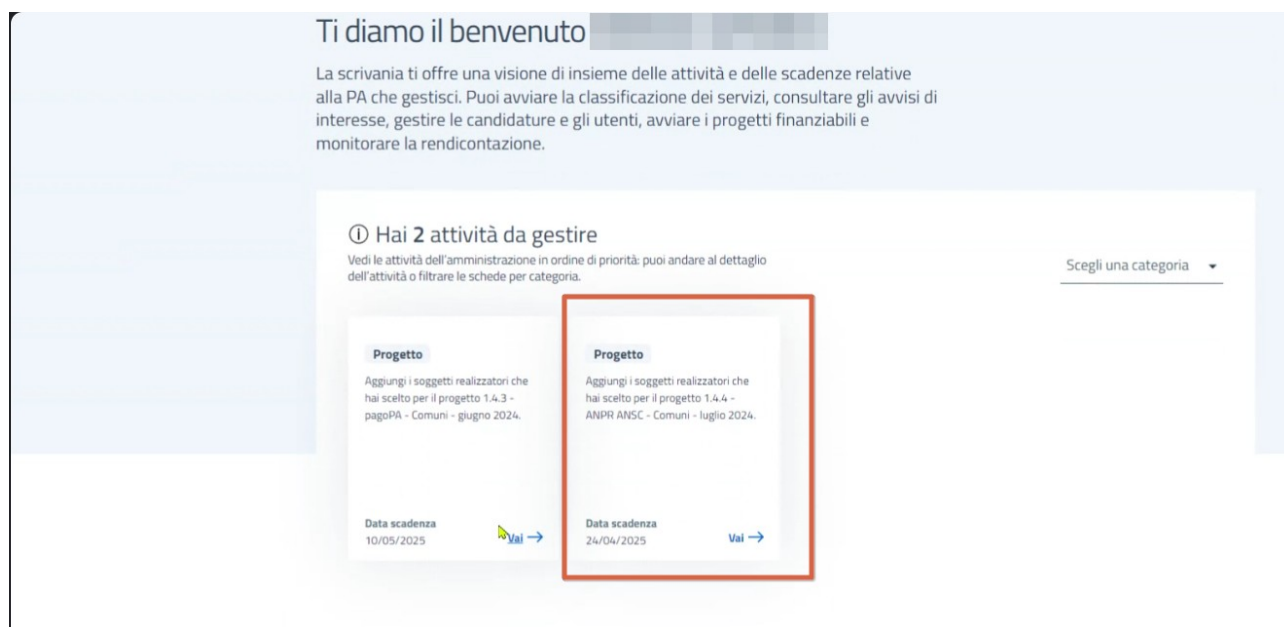 Ti diamo il benvenuto
La scrivania ti offre una visione di insieme delle attività e delle scadenze relative
alla PA che gestisci. Puoi avviare la classificazione dei servizi, consultare gli avvisi di
interesse, gestire le candidature e gli utenti, avviare i progetti finanziabili e
monitorare la rendicontazione.
Hai 2 attività da gestire
Vedi le attività dell'amministrazione in ordine di priorità: puoi andare al dettaglio
dell'attività o filtrare le schede per categoria.
Scegli una categoria
Progetto
Aggiungi i soggetti realizzatori che
hai scelto per il progetto 1.4.3 -
pagoPA - Comuni - giugno 2024.
Data scadenza
10/05/2025
Vai
Progetto
Aggiungi i soggetti realizzatori che
hai scelto per il progetto 1.4.4 -
ANPR ANSC - Comuni - luglio 2024.
Data scadenza
24/04/2025
Vai